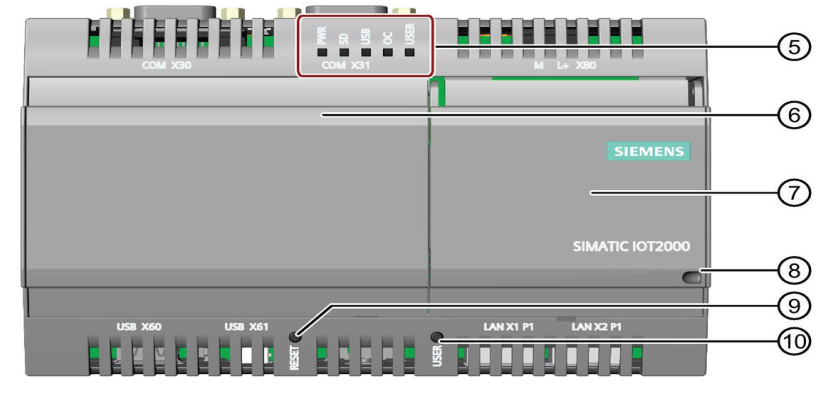 PWR
SD
USB
OC
USER
COM X30
COM X31
M L+ X80
5
6
SIEMENS
7
SIMATIC IOT2000
8
9
USB X60
USB X61
LAN X1 P1
LAN X2 P1
RESET
USER
10